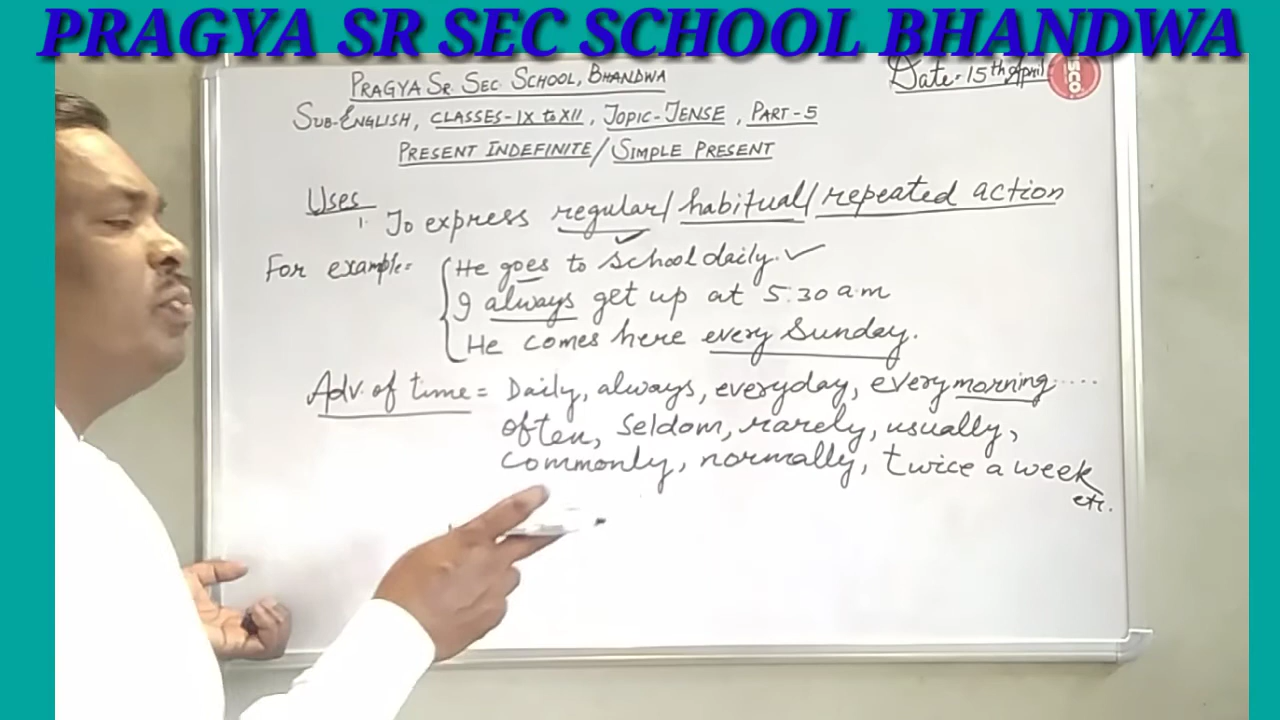 PRAGYA SR SEC SCHOOL BHANDWA
PRAGYA SR. SEC. SCHOOL, BHANDWA
Date = 15th April
SCO.
SUB-ENGLISH, CLASSES-IX to XII, TOPIC-TENSE, PART-5
PRESENT INDEFINITE/SIMPLE PRESENT
Uses
1. To express regular/habitual/repeated action
For example = He goes to school daily. ✓
I always get up at 5:30 a.m
He comes here every Sunday.
Adv. of time = Daily, always, everyday, every morning ....
often, seldom, rarely, usually,
commonly, normally, twice a week
etc.